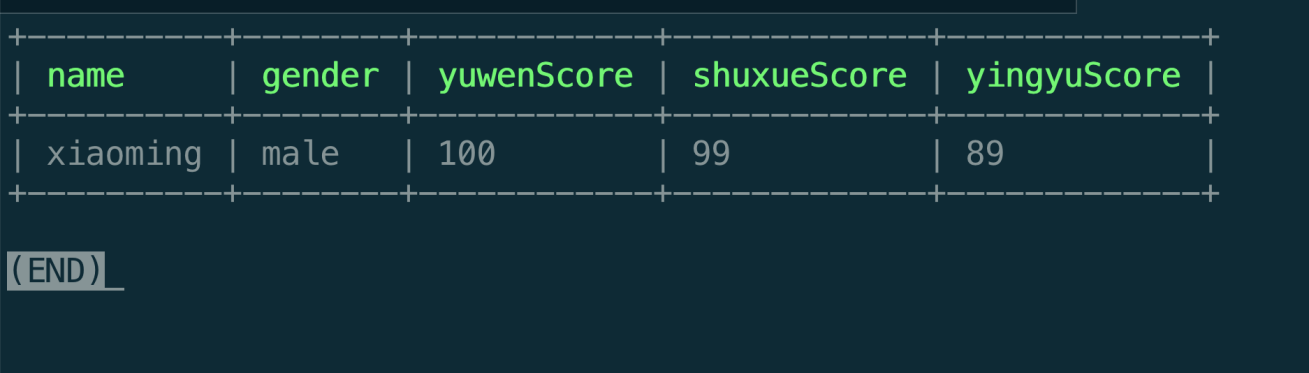 +----------+--------+------------+-------------+-------------+
| name     | gender | yuwenScore | shuxueScore | yingyuScore |
+----------+--------+------------+-------------+-------------+
| xiaoming | male   | 100        | 99          | 89          |
+----------+--------+------------+-------------+-------------+
(END)